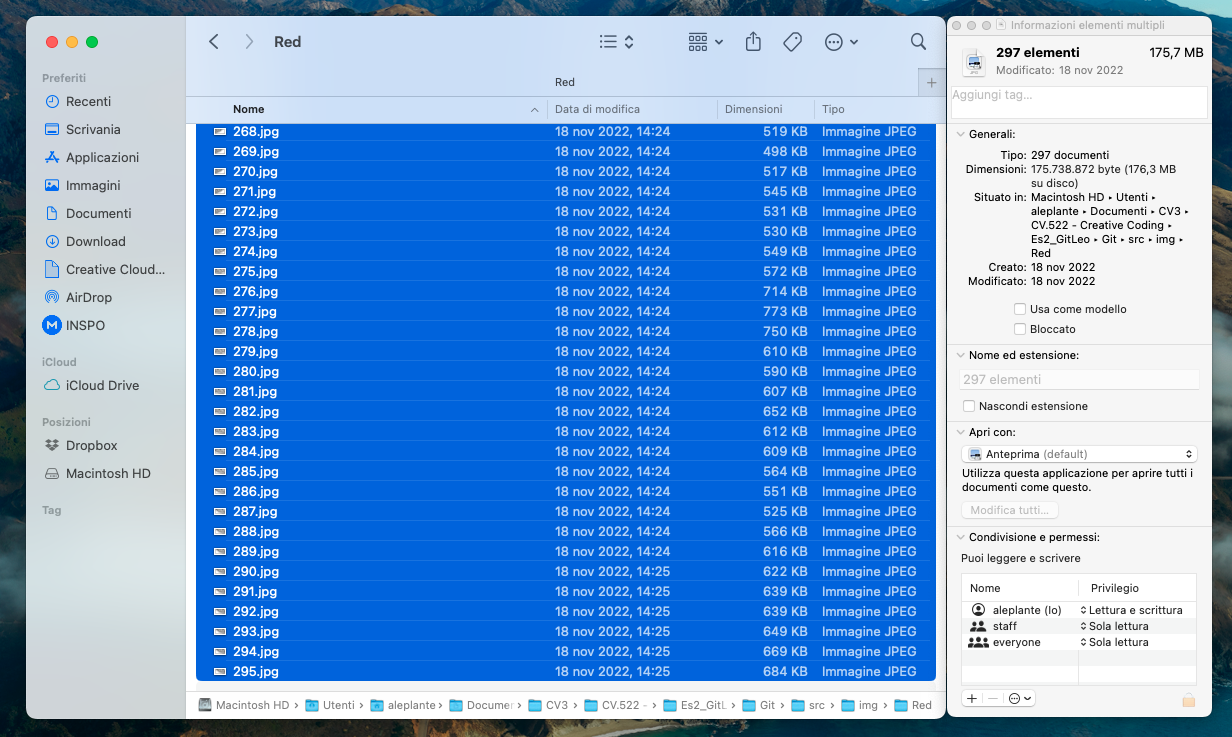 Red
Preferiti
Recenti
Scrivania
Applicazioni
Immagini
Documenti
Download
Creative Cloud...
AirDrop
INSPO
iCloud
iCloud Drive
Posizioni
Dropbox
Macintosh HD
Tag
Red
Nome Data di modifica Dimensioni Tipo
268.jpg 18 nov 2022, 14:24 519 KB Immagine JPEG
269.jpg 18 nov 2022, 14:24 498 KB Immagine JPEG
270.jpg 18 nov 2022, 14:24 517 KB Immagine JPEG
271.jpg 18 nov 2022, 14:24 545 KB Immagine JPEG
272.jpg 18 nov 2022, 14:24 531 KB Immagine JPEG
273.jpg 18 nov 2022, 14:24 530 KB Immagine JPEG
274.jpg 18 nov 2022, 14:24 549 KB Immagine JPEG
275.jpg 18 nov 2022, 14:24 572 KB Immagine JPEG
276.jpg 18 nov 2022, 14:24 714 KB Immagine JPEG
277.jpg 18 nov 2022, 14:24 773 KB Immagine JPEG
278.jpg 18 nov 2022, 14:24 750 KB Immagine JPEG
279.jpg 18 nov 2022, 14:24 610 KB Immagine JPEG
280.jpg 18 nov 2022, 14:24 590 KB Immagine JPEG
281.jpg 18 nov 2022, 14:24 607 KB Immagine JPEG
282.jpg 18 nov 2022, 14:24 652 KB Immagine JPEG
283.jpg 18 nov 2022, 14:24 612 KB Immagine JPEG
284.jpg 18 nov 2022, 14:24 609 KB Immagine JPEG
285.jpg 18 nov 2022, 14:24 564 KB Immagine JPEG
286.jpg 18 nov 2022, 14:24 551 KB Immagine JPEG
287.jpg 18 nov 2022, 14:24 525 KB Immagine JPEG
288.jpg 18 nov 2022, 14:24 566 KB Immagine JPEG
289.jpg 18 nov 2022, 14:24 616 KB Immagine JPEG
290.jpg 18 nov 2022, 14:25 622 KB Immagine JPEG
291.jpg 18 nov 2022, 14:25 639 KB Immagine JPEG
292.jpg 18 nov 2022, 14:25 639 KB Immagine JPEG
293.jpg 18 nov 2022, 14:25 649 KB Immagine JPEG
294.jpg 18 nov 2022, 14:25 669 KB Immagine JPEG
295.jpg 18 nov 2022, 14:25 684 KB Immagine JPEG
Macintosh HD › Utenti › aleplante › Documer › CV3 › CV.522 - › Es2_GitL › Git › src › img › Red
Informazioni elementi multipli
297 elementi 175,7 MB
Modificato: 18 nov 2022
Aggiungi tag...
Generali:
Tipo: 297 documenti
Dimensioni: 175.738.872 byte (176,3 MB
su disco)
Situato in: Macintosh HD ▸ Utenti ▸
aleplante ▸ Documenti ▸ CV3 ▸
CV.522 - Creative Coding ▸
Es2_GitLeo ▸ Git ▸ src ▸ img ▸
Red
Creato: 18 nov 2022
Modificato: 18 nov 2022
Usa come modello
Bloccato
Nome ed estensione:
297 elementi
Nascondi estensione
Apri con:
Anteprima (default)
Utilizza questa applicazione per aprire tutti i
documenti come questo.
Modifica tutti...
Condivisione e permessi:
Puoi leggere e scrivere
Nome Privilegio
aleplante (Io) Lettura e scrittura
staff Sola lettura
everyone Sola lettura